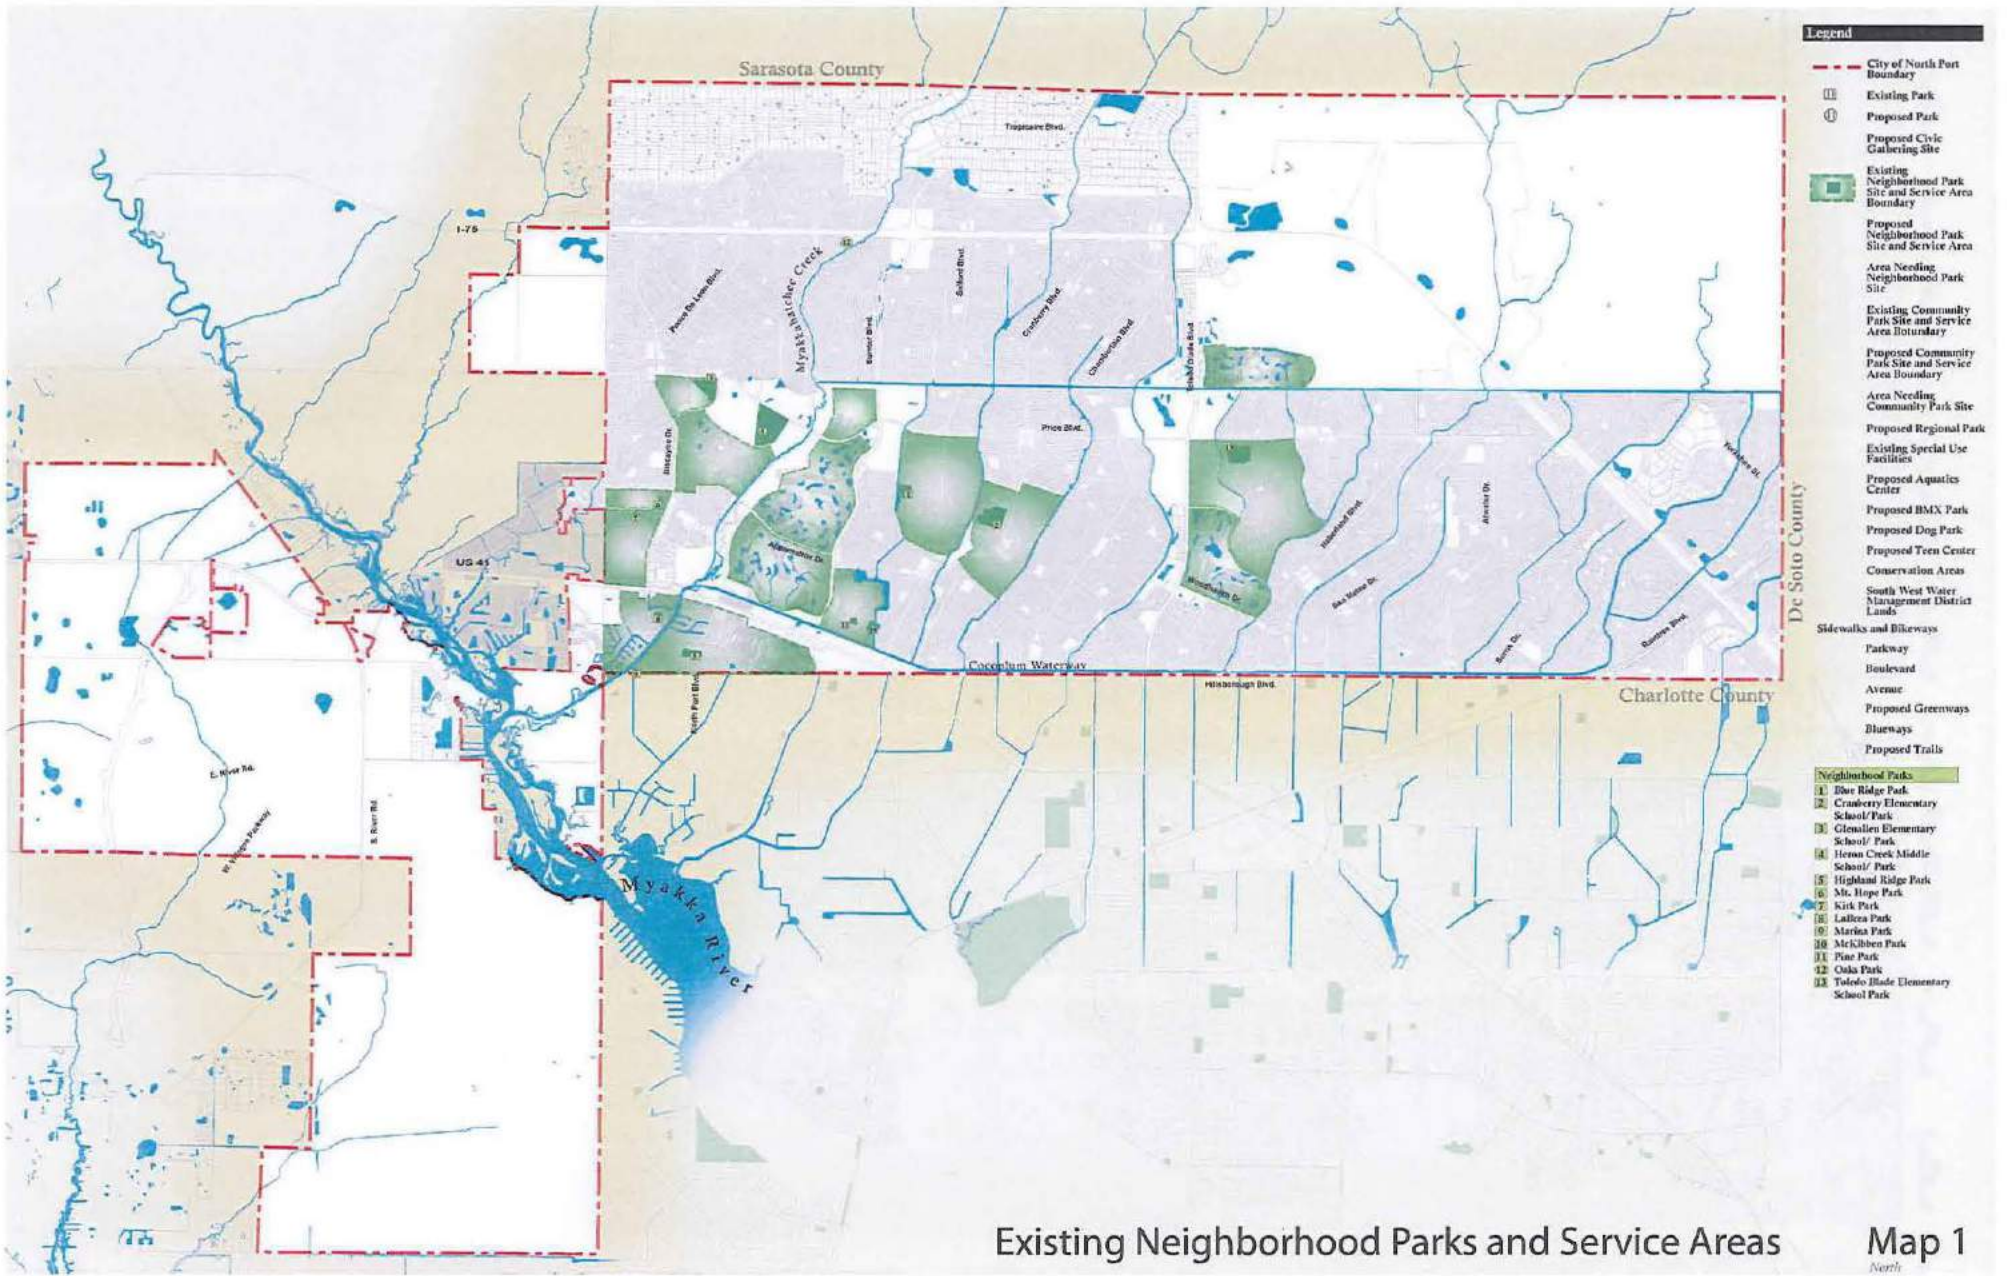 Sarasota County
Tropicaire Blvd.
I-75
Ponce De Leon Blvd.
Myakkahatchee Creek
12
Sumter Blvd.
Salford Blvd.
Cranberry Blvd.
Chamberlain Blvd.
Toledo Blade Blvd.
Biscayne Dr.
Price Blvd.
Appomattox Dr.
Woodhaven Dr.
Haberland Blvd.
Atwater Dr.
Yorkshire St.
US 41
Raintree Blvd.
Cocoplum Waterway
Hillsborough Blvd.
North Port Blvd.
De Soto County
Charlotte County
E. River Rd.
W. Villages Parkway
S. River Rd.
Myakka River
Legend
City of North Port
Boundary
Existing Park
Proposed Park
Proposed Civic
Gathering Site
Existing
Neighborhood Park
Site and Service Area
Boundary
Proposed
Neighborhood Park
Site and Service Area
Area Needing
Neighborhood Park
Site
Existing Community
Park Site and Service
Area Boundary
Proposed Community
Park Site and Service
Area Boundary
Area Needing
Community Park Site
Proposed Regional Park
Existing Special Use
Facilities
Proposed Aquatics
Center
Proposed BMX Park
Proposed Dog Park
Proposed Teen Center
Conservation Areas
South West Water
Management District
Lands
Sidewalks and Bikeways
Parkway
Boulevard
Avenue
Proposed Greenways
Blueways
Proposed Trails
Neighborhood Parks
1 Blue Ridge Park
2 Cranberry Elementary
School/Park
3 Glenallen Elementary
School/ Park
4 Heron Creek Middle
School/ Park
5 Highland Ridge Park
6 Mt. Hope Park
7 Kirk Park
8 LaBrea Park
9 Marina Park
10 McKibben Park
11 Pine Park
12 Oaks Park
13 Toledo Blade Elementary
School Park
Existing Neighborhood Parks and Service Areas
Map 1
North